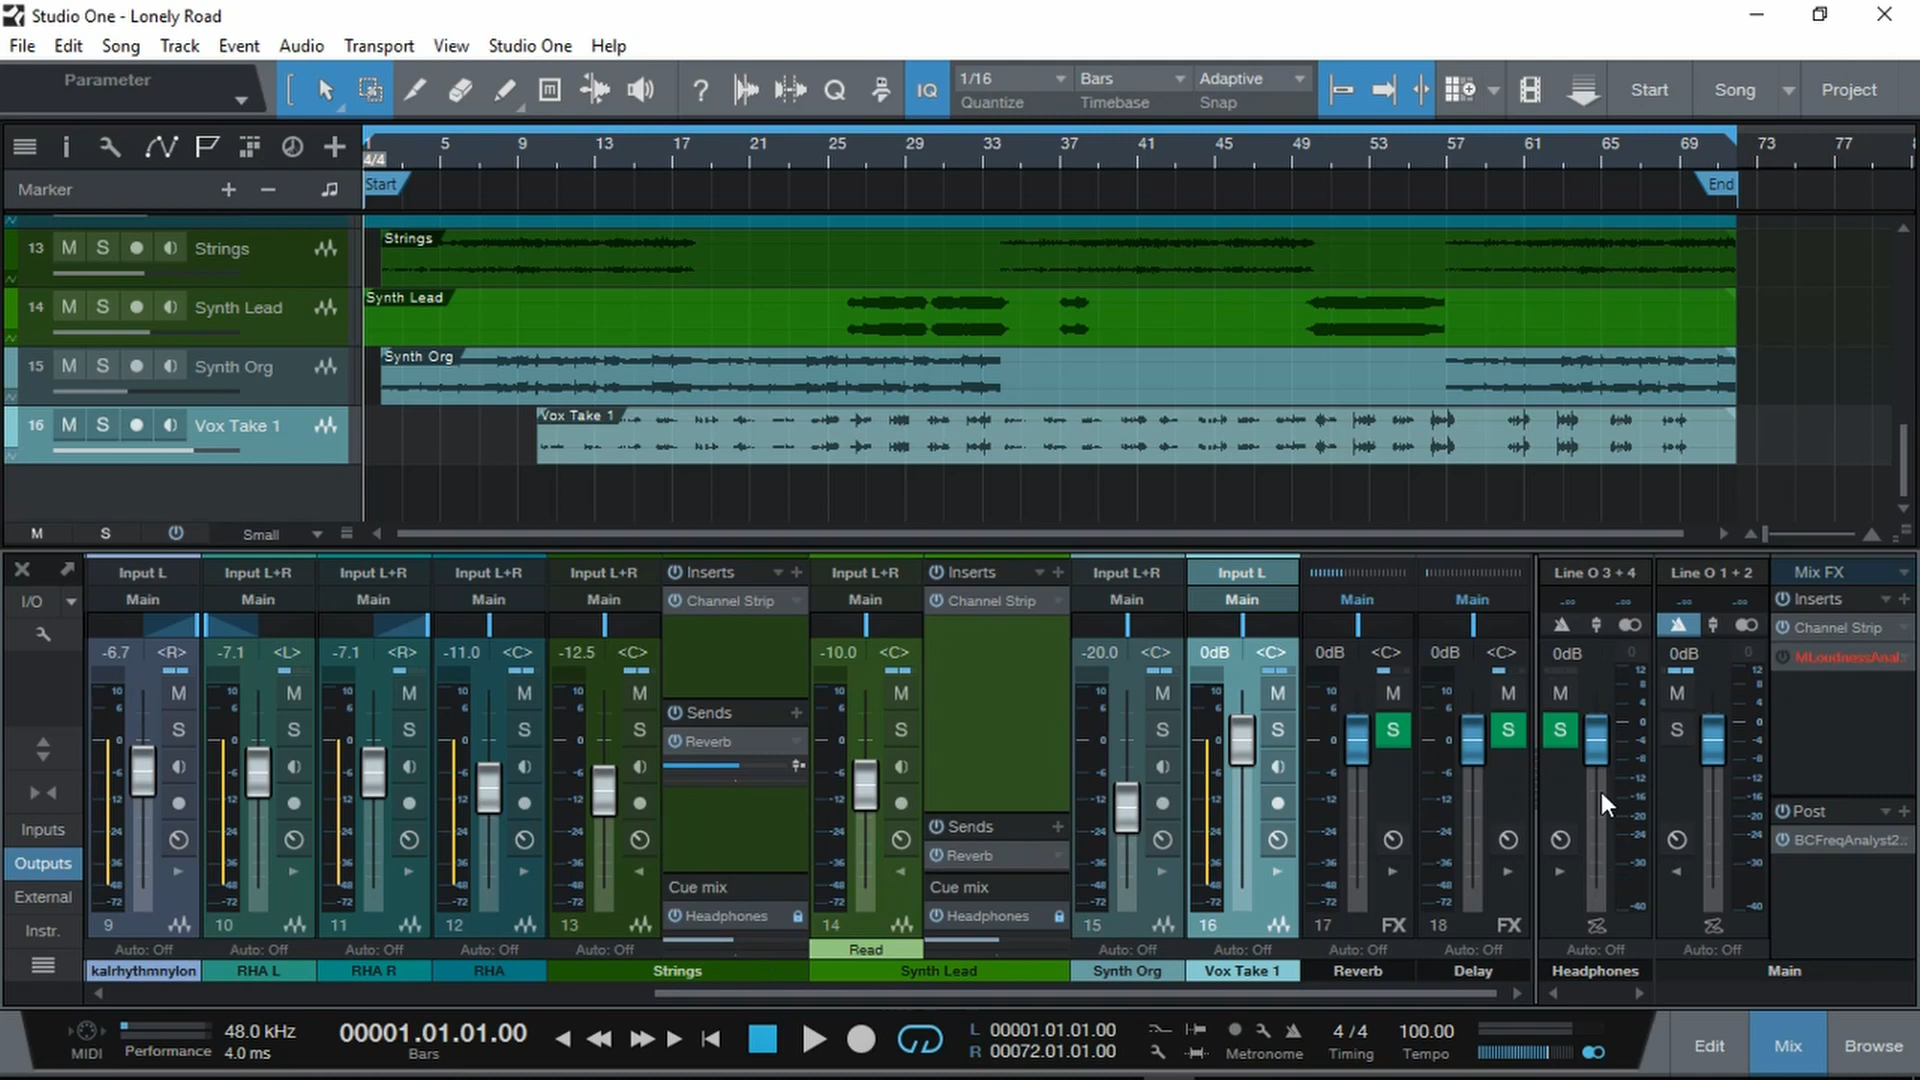 Studio One - Lonely Road
File Edit Song Track Event Audio Transport View Studio One Help
Parameter
? Q IQ
1/16 Bars Adaptive
Quantize Timebase Snap
Start Song Project
1 5 9 13 17 21 25 29 33 37 41 45 49 53 57 61 65 69 73 77
4/4
Marker
Start End
13 M S Strings
Strings
14 M S Synth Lead
Synth Lead
15 M S Synth Org
Synth Org
16 M S Vox Take 1
Vox Take 1
M S Small
Input L Input L+R Input L+R Input L+R Input L+R Inserts Input L+R Inserts Input L+R Input L Line O 3 + 4 Line O 1 + 2 Mix FX
I/O Main Main Main Main Main Channel Strip Main Channel Strip Main Main Main Main Inserts
Channel Strip
-6.7 <R> -7.1 <L> -7.1 <R> -11.0 <C> -12.5 <C> -10.0 <C> -20.0 <C> 0dB <C> 0dB <C> 0dB <C> 0dB 0 0dB 0
MLoudnessAnal..
M M M M M M M M M M M M
Sends
S S S S S S S S S S S S
Reverb
Inputs
Sends
Post
Outputs
Reverb
BCFreqAnalyst2...
External
Cue mix Cue mix
Instr.
Headphones Headphones
9 10 11 12 13 14 15 16 17 FX 18 FX
Auto: Off Auto: Off Auto: Off Auto: Off Auto: Off Read Auto: Off Auto: Off Auto: Off Auto: Off Auto: Off Auto: Off
kalrhythmnylon RHA L RHA R RHA Strings Synth Lead Synth Org Vox Take 1 Reverb Delay Headphones Main
MIDI Performance 48.0 kHz
4.0 ms
00001.01.01.00
Bars
L 00001.01.01.00
R 00072.01.01.00
Metronome
4 / 4
Timing
100.00
Tempo
Edit Mix Browse